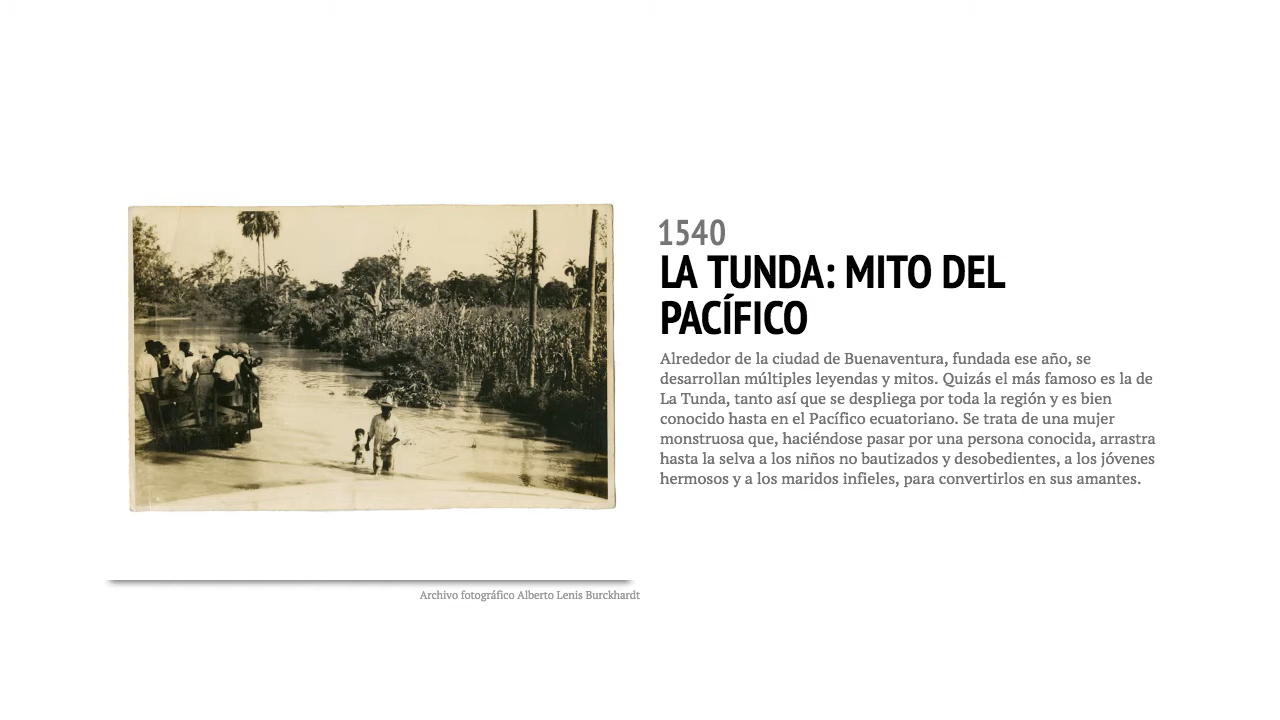 1540
LA TUNDA: MITO DEL
PACÍFICO
Alrededor de la ciudad de Buenaventura, fundada ese año, se
desarrollan múltiples leyendas y mitos. Quizás el más famoso es la de
La Tunda, tanto así que se despliega por toda la región y es bien
conocido hasta en el Pacífico ecuatoriano. Se trata de una mujer
monstruosa que, haciéndose pasar por una persona conocida, arrastra
hasta la selva a los niños no bautizados y desobedientes, a los jóvenes
hermosos y a los maridos infieles, para convertirlos en sus amantes.
Archivo fotográfico Alberto Lenis Burckhardt